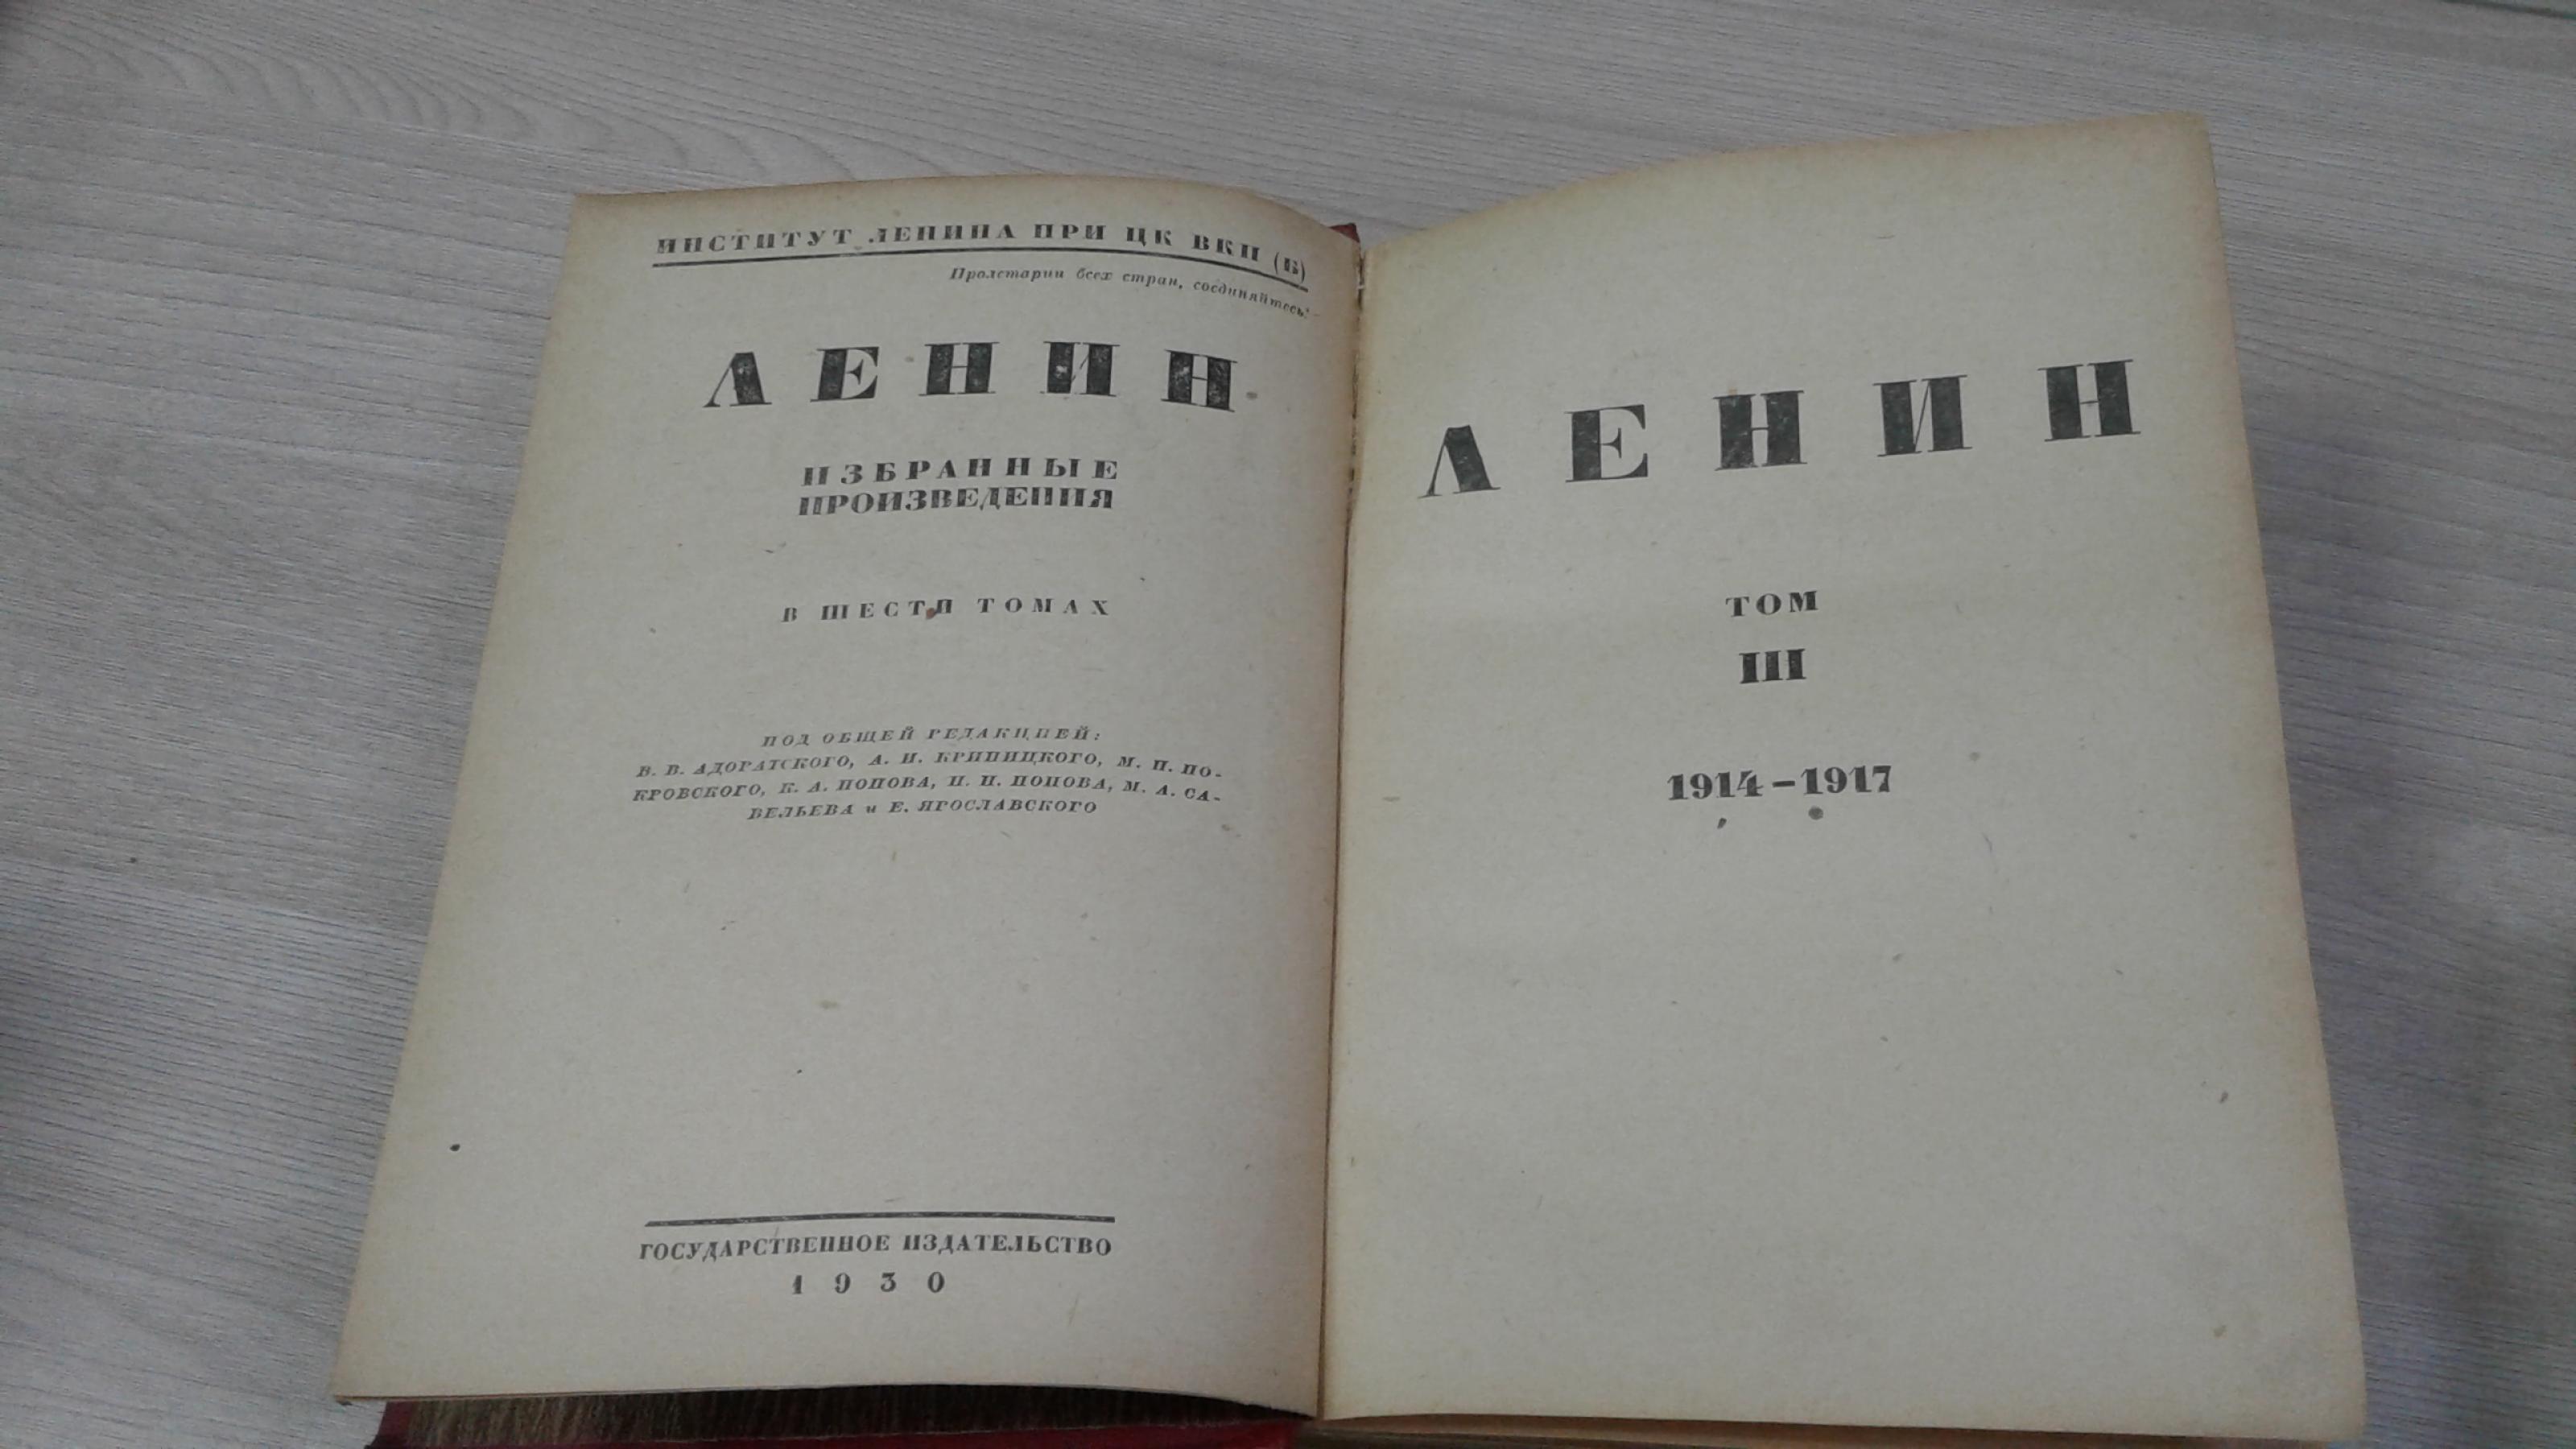 ИНСТИТУТ ЛЕНИНА ПРИ ЦК ВКП (Б)
Пролетарии всех стран, соединяйтесь!
ЛЕНИН
ИЗБРАННЫЕ
ПРОИЗВЕДЕНИЯ
В ШЕСТИ ТОМАХ
ПОД ОБЩЕЙ РЕДАКЦИЕЙ:
В. В. АДОРАТСКОГО, А. И. КРИНИЦКОГО, М. Н. ПО-
КРОВСКОГО, К. А. ПОПОВА, Н. Н. ПОПОВА, М. А. СА-
ВЕЛЬЕВА и Е. ЯРОСЛАВСКОГО
ГОСУДАРСТВЕННОЕ ИЗДАТЕЛЬСТВО
1930
ЛЕНИН
ТОМ
III
1914–1917